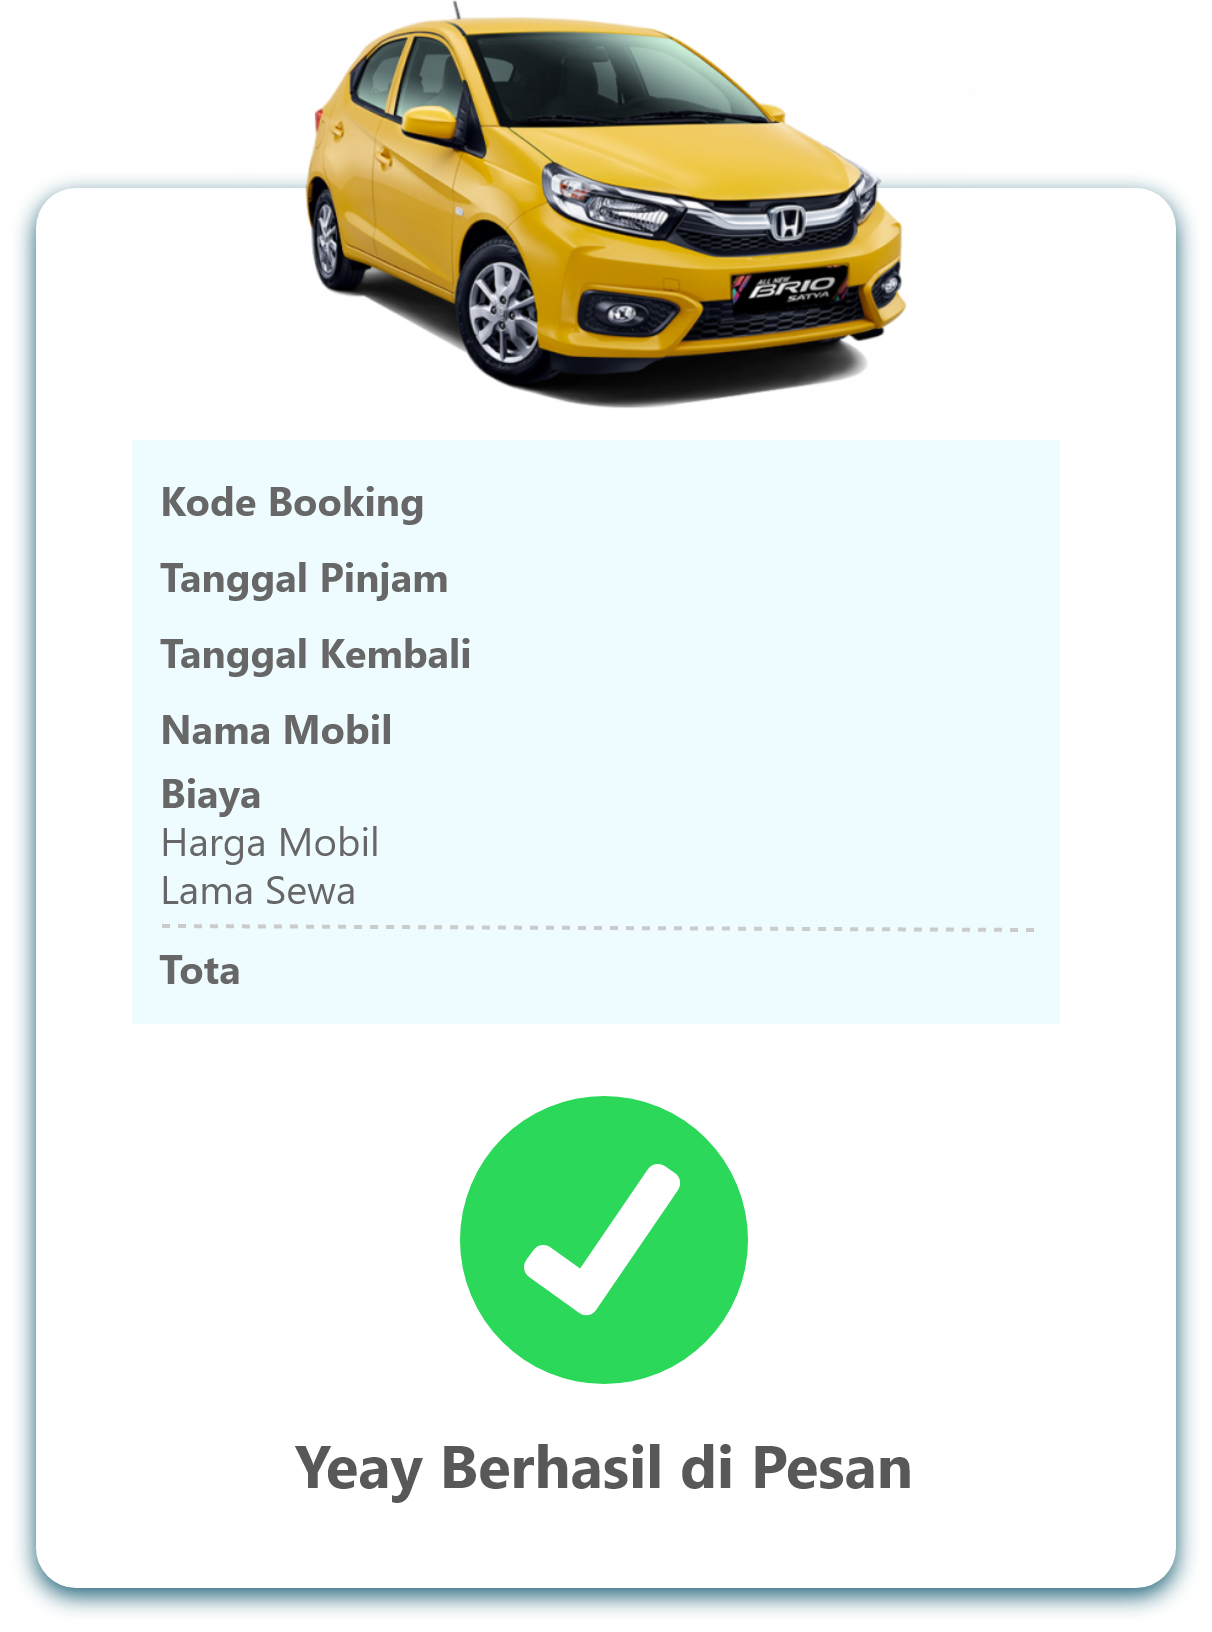 ALL NEW
BRIO
SATYA
Kode Booking
Tanggal Pinjam
Tanggal Kembali
Nama Mobil
Biaya
Harga Mobil
Lama Sewa
Tota
Yeay Berhasil di Pesan